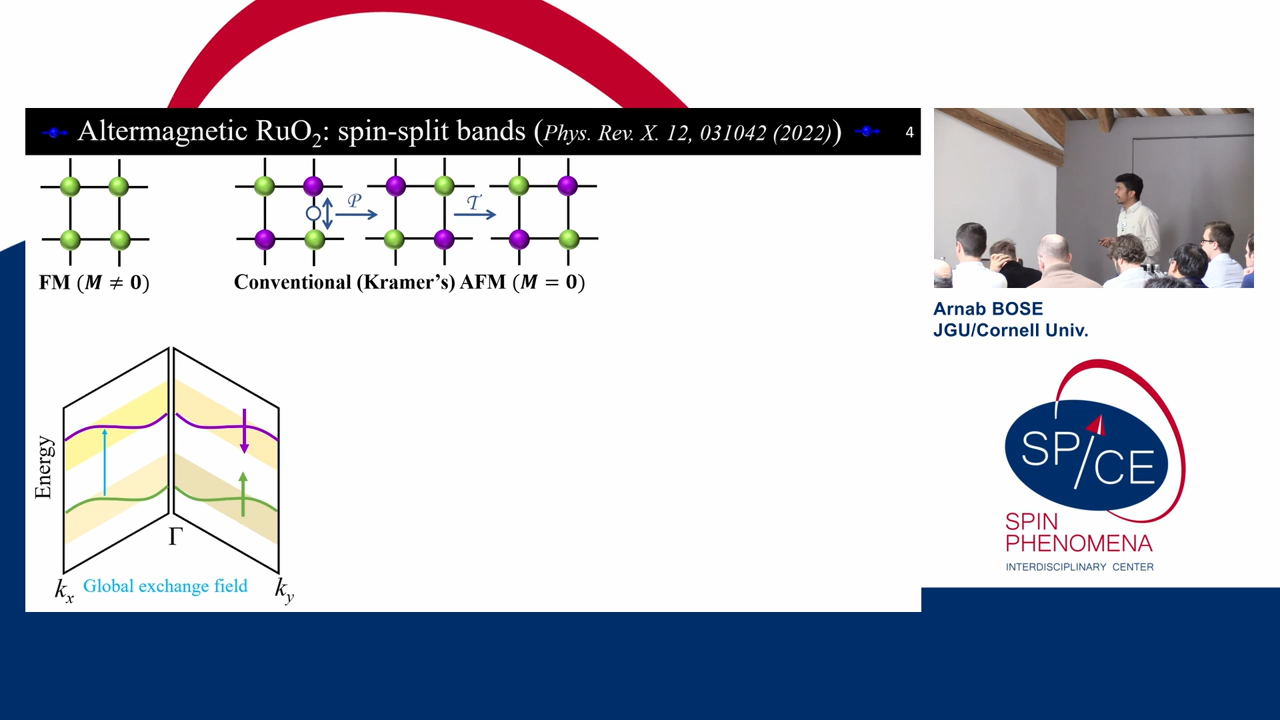 Altermagnetic RuO₂: spin-split bands (Phys. Rev. X. 12, 031042 (2022))
4
𝒫
𝒯
FM (M ≠ 0)
Conventional (Kramer's) AFM (M = 0)
Energy
Γ
kₓ
Global exchange field
k_y
Arnab BOSE
JGU/Cornell Univ.
SP/CE
SPIN
PHENOMENA
INTERDISCIPLINARY CENTER